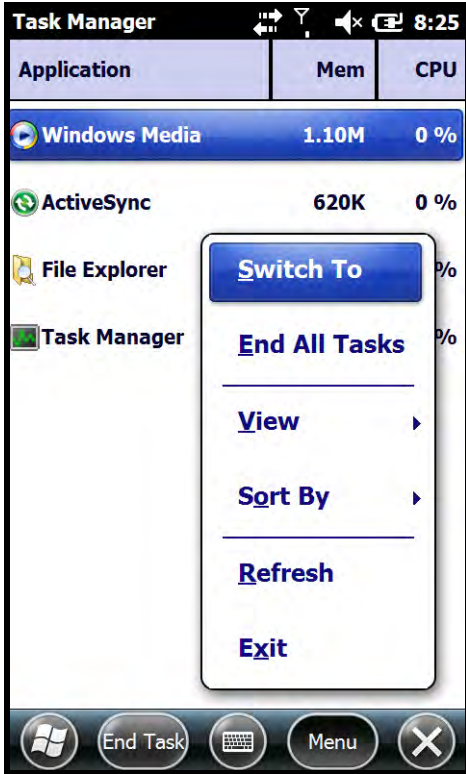 Task Manager 8:25
Application Mem CPU
Windows Media 1.10M 0 %
ActiveSync 620K 0 %
File Explorer %
Task Manager %
Switch To
End All Tasks
View
Sort By
Refresh
Exit
End Task Menu